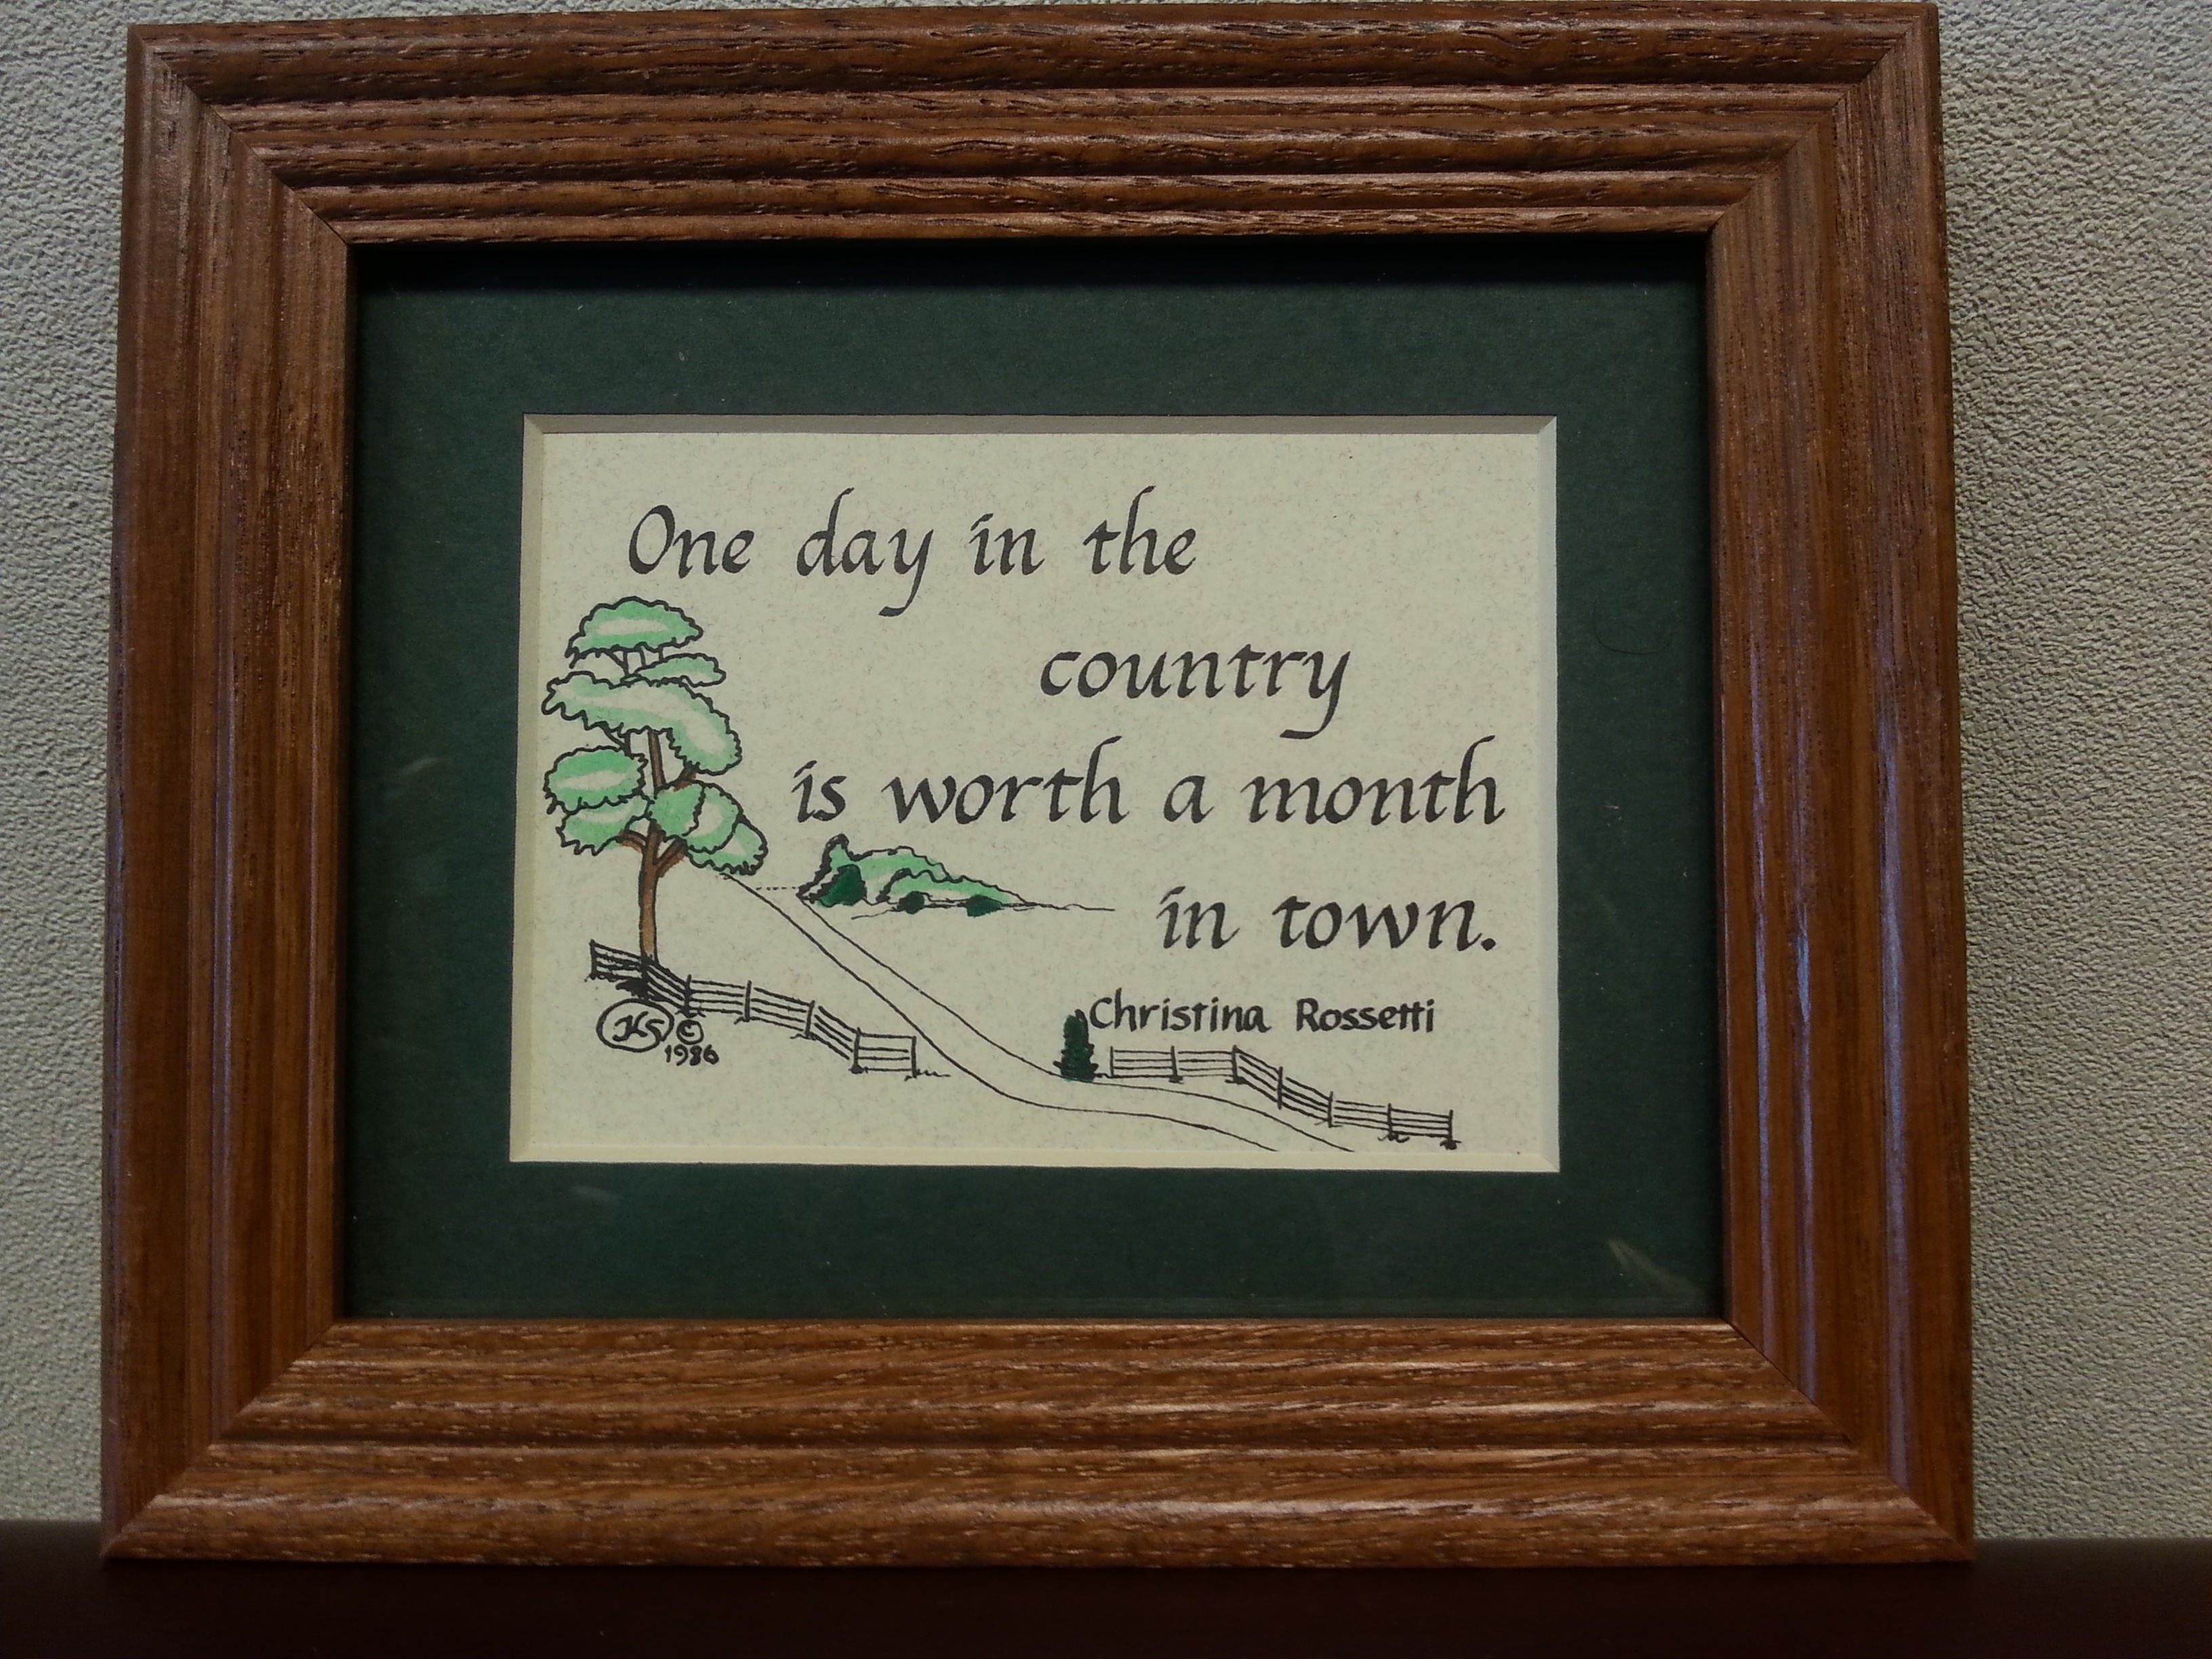 One day in the
country
is worth a month
in town.
Christina Rossetti
KS ©
1986